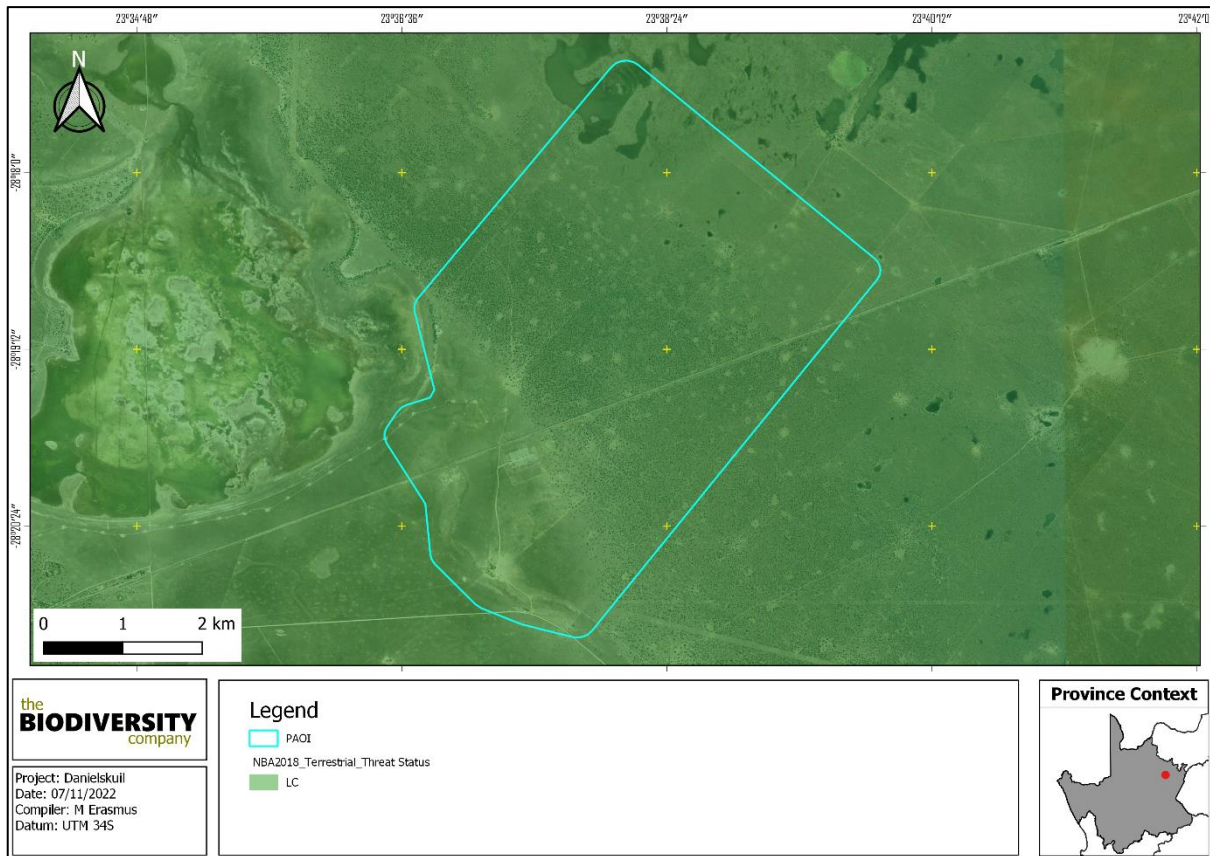 23°34'48"
23°36'36"
23°38'24"
23°40'12"
23°42'0
N
-28°18'0"
-28°19'12"
-28°20'24"
0 1 2 km
the
BIODIVERSITY
company
Project: Danielskuil
Date: 07/11/2022
Compiler: M Erasmus
Datum: UTM 34S
Legend
PAOI
NBA2018_Terrestrial_Threat Status
LC
Province Context